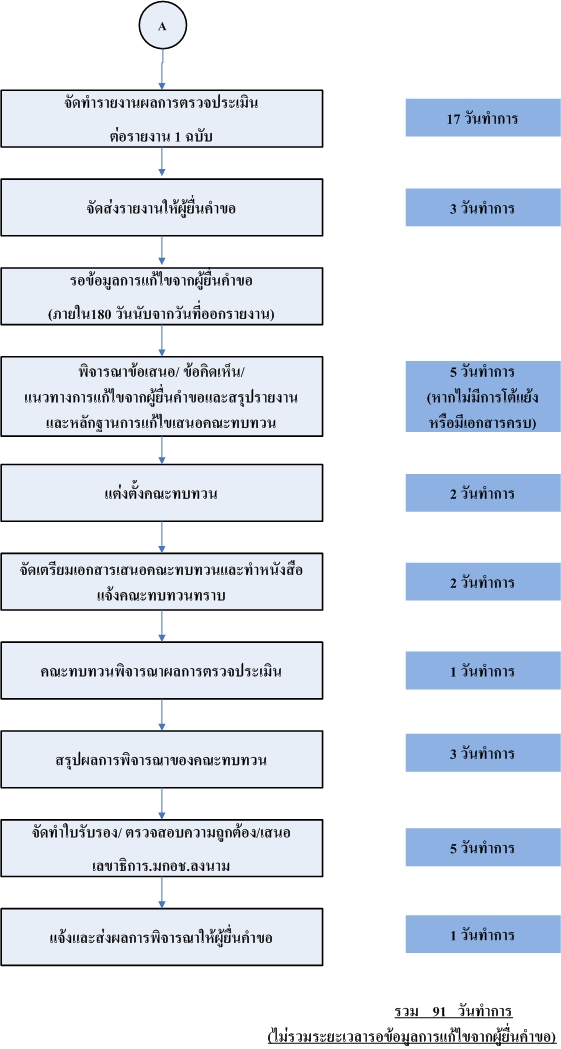 A
จัดทำรายงานผลการตรวจประเมิน
ต่อรายงาน 1 ฉบับ
17 วันทำการ
จัดส่งรายงานให้ผู้ยื่นคำขอ
3 วันทำการ
รอข้อมูลการแก้ไขจากผู้ยื่นคำขอ
(ภายใน180 วันนับจากวันที่ออกรายงาน)
พิจารณาข้อเสนอ/ ข้อคิดเห็น/
แนวทางการแก้ไขจากผู้ยื่นคำขอและสรุปรายงาน
และหลักฐานการแก้ไขเสนอคณะทบทวน
5 วันทำการ
(หากไม่มีการโต้แย้ง
หรือมีเอกสารครบ)
แต่งตั้งคณะทบทวน
2 วันทำการ
จัดเตรียมเอกสารเสนอคณะทบทวนและทำหนังสือ
แจ้งคณะทบทวนทราบ
2 วันทำการ
คณะทบทวนพิจารณาผลการตรวจประเมิน
1 วันทำการ
สรุปผลการพิจารณาของคณะทบทวน
3 วันทำการ
จัดทำใบรับรอง/ ตรวจสอบความถูกต้อง/เสนอ
เลขาธิการ.มกอช.ลงนาม
5 วันทำการ
แจ้งและส่งผลการพิจารณาให้ผู้ยื่นคำขอ
1 วันทำการ
รวม 91 วันทำการ
(ไม่รวมระยะเวลารอข้อมูลการแก้ไขจากผู้ยื่นคำขอ)